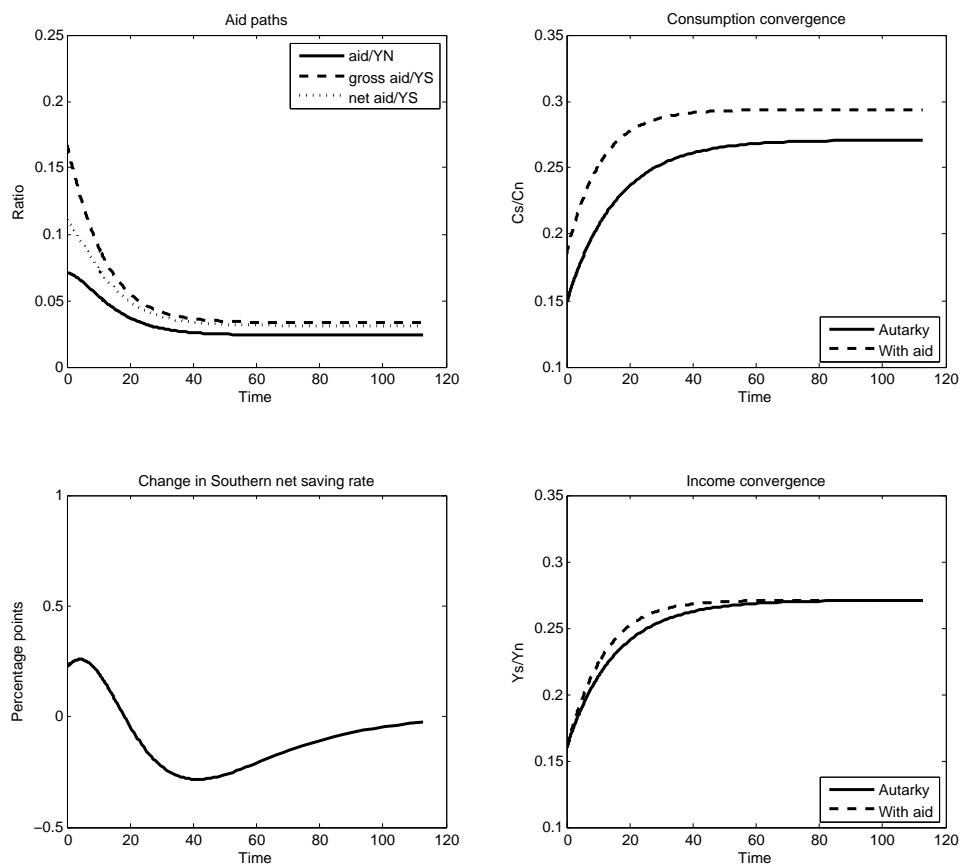 Aid paths
0.25
0.2
0.15
0.1
0.05
0
Ratio
0 20 40 60 80 100 120
Time
aid/YN
gross aid/YS
net aid/YS
Consumption convergence
0.35
0.3
0.25
0.2
0.15
0.1
Cs/Cn
0 20 40 60 80 100 120
Time
Autarky
With aid
Change in Southern net saving rate
1
0.5
0
−0.5
Percentage points
0 20 40 60 80 100 120
Time
Income convergence
0.35
0.3
0.25
0.2
0.15
0.1
Ys/Yn
0 20 40 60 80 100 120
Time
Autarky
With aid